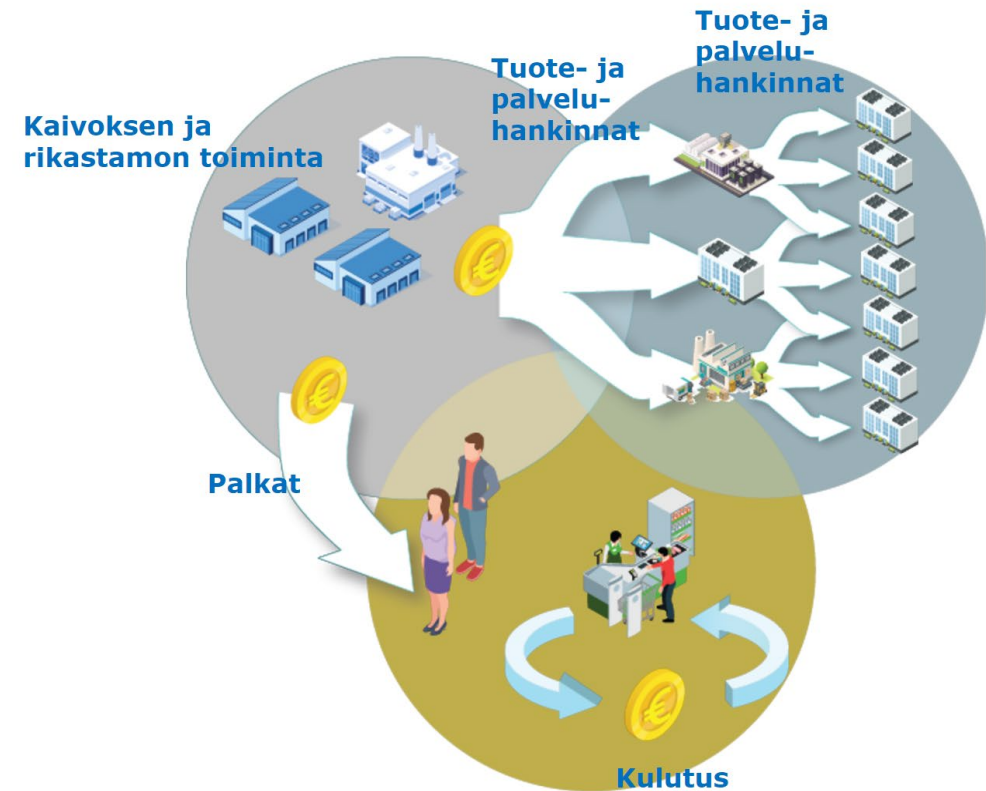 Kaivoksen ja
rikastamon toiminta
Tuote- ja
palvelu-
hankinnat
Tuote- ja
palvelu-
hankinnat
Palkat
Kulutus